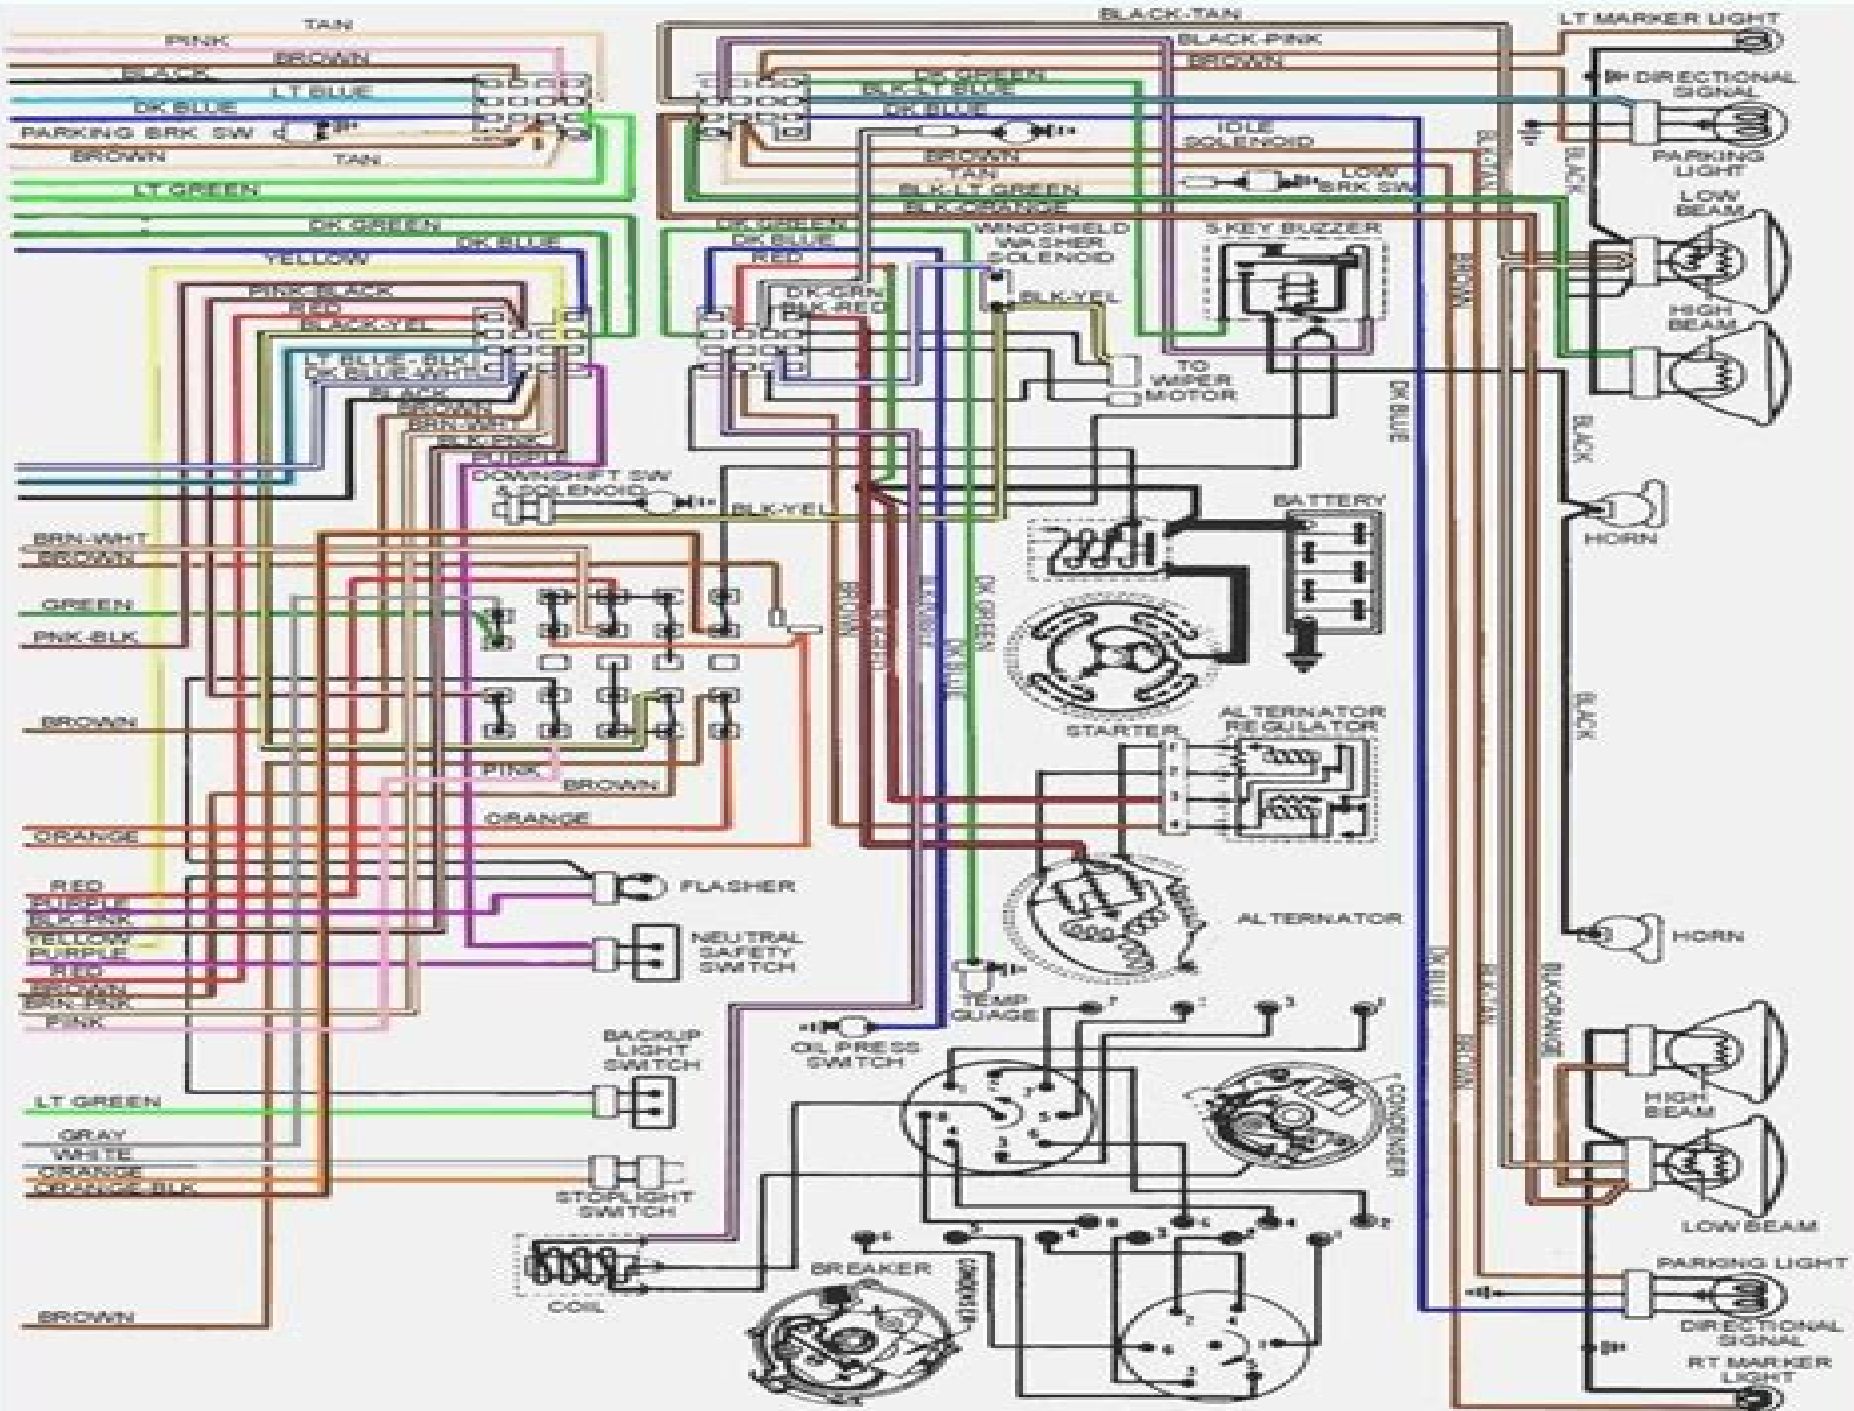 TAN
PINK
BROWN
BLACK
LT BLUE
DK BLUE
PARKING BRK SW
BROWN
TAN
LT GREEN
DK GREEN
DK BLUE
YELLOW
PINK-BLACK
RED
BLACK-YEL
LT BLUE-BLK
DK BLUE-WHT
BLACK
BROWN
BRN-WHT
BLK-PNK
PURPLE
DOWNSHIFT SW
& SOLENOID
BLK-YEL
BRN-WHT
BROWN
GREEN
PNK-BLK
BROWN
PINK
BROWN
ORANGE
ORANGE
RED
PURPLE
BLK-PNK
YELLOW
PURPLE
RED
BROWN
BRN-PNK
PINK
FLASHER
NEUTRAL
SAFETY
SWITCH
BACKUP
LIGHT
SWITCH
LT GREEN
GRAY
WHITE
ORANGE
ORANGE-BLK
STOPLIGHT
SWITCH
COIL
BROWN
BLACK-TAN
BLACK-PINK
BROWN
DK GREEN
BLK-LT BLUE
DK BLUE
IDLE
SOLENOID
BROWN
TAN
LOW
BRK SW
BLK-LT GREEN
BLK-ORANGE
DK GREEN
DK BLUE
RED
DK-GRN
BLK-RED
WINDSHIELD
WASHER
SOLENOID
BLK-YEL
KEY BUZZER
TO
WIPER
MOTOR
BATTERY
STARTER
ALTERNATOR
REGULATOR
ALTERNATOR
BROWN
DK BLUE
DK GREEN
TEMP
GUAGE
OIL PRESS
SWITCH
CONDENSER
BREAKER
CONDENSER
LT MARKER LIGHT
DIRECTIONAL
SIGNAL
PARKING
LIGHT
LOW
BEAM
HIGH
BEAM
BLK-TAN
BLACK
BROWN
DK BLUE
BLACK
HORN
BLACK
HORN
DK BLUE
BLK-TAN
BLK-ORANGE
BROWN
HIGH
BEAM
LOW BEAM
PARKING LIGHT
DIRECTIONAL
SIGNAL
RT MARKER
LIGHT